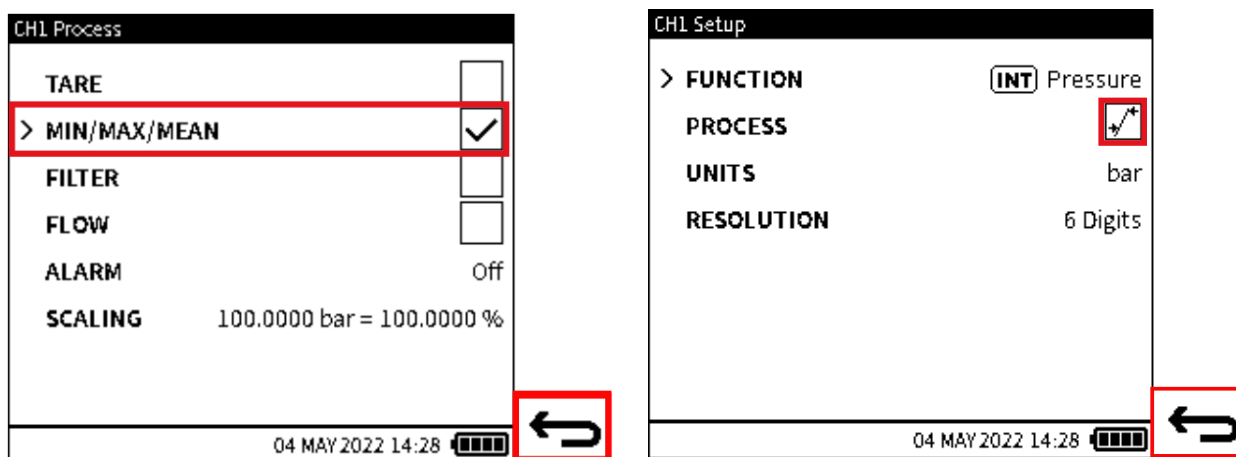 CH1 Process
TARE
> MIN/MAX/MEAN
FILTER
FLOW
ALARM Off
SCALING 100.0000 bar = 100.0000 %
04 MAY 2022 14:28
CH1 Setup
> FUNCTION INT Pressure
PROCESS
UNITS bar
RESOLUTION 6 Digits
04 MAY 2022 14:28